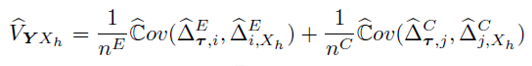 $\widehat{V}_{\boldsymbol{Y}X_h} = \frac{1}{n^E}\widehat{\mathbb{C}}ov(\widehat{\Delta}^E_{\boldsymbol{\tau},i}, \widehat{\Delta}^E_{i,X_h}) + \frac{1}{n^C}\widehat{\mathbb{C}}ov(\widehat{\Delta}^C_{\boldsymbol{\tau},j}, \widehat{\Delta}^C_{j,X_h})$